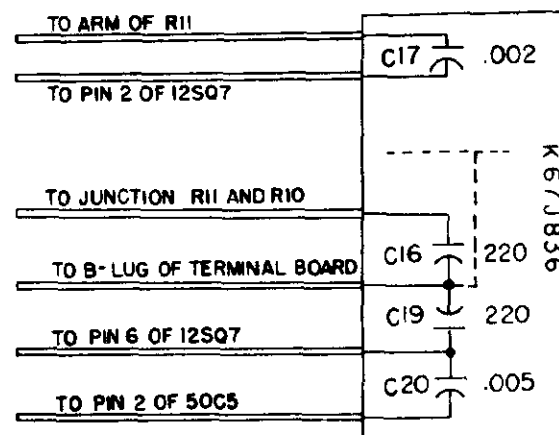 TO ARM OF R11
C17 .002
TO PIN 2 OF 12SQ7
K67J836
TO JUNCTION R11 AND R10
C16 220
TO B- LUG OF TERMINAL BOARD
C19 220
TO PIN 6 OF 12SQ7
C20 .005
TO PIN 2 OF 50C5